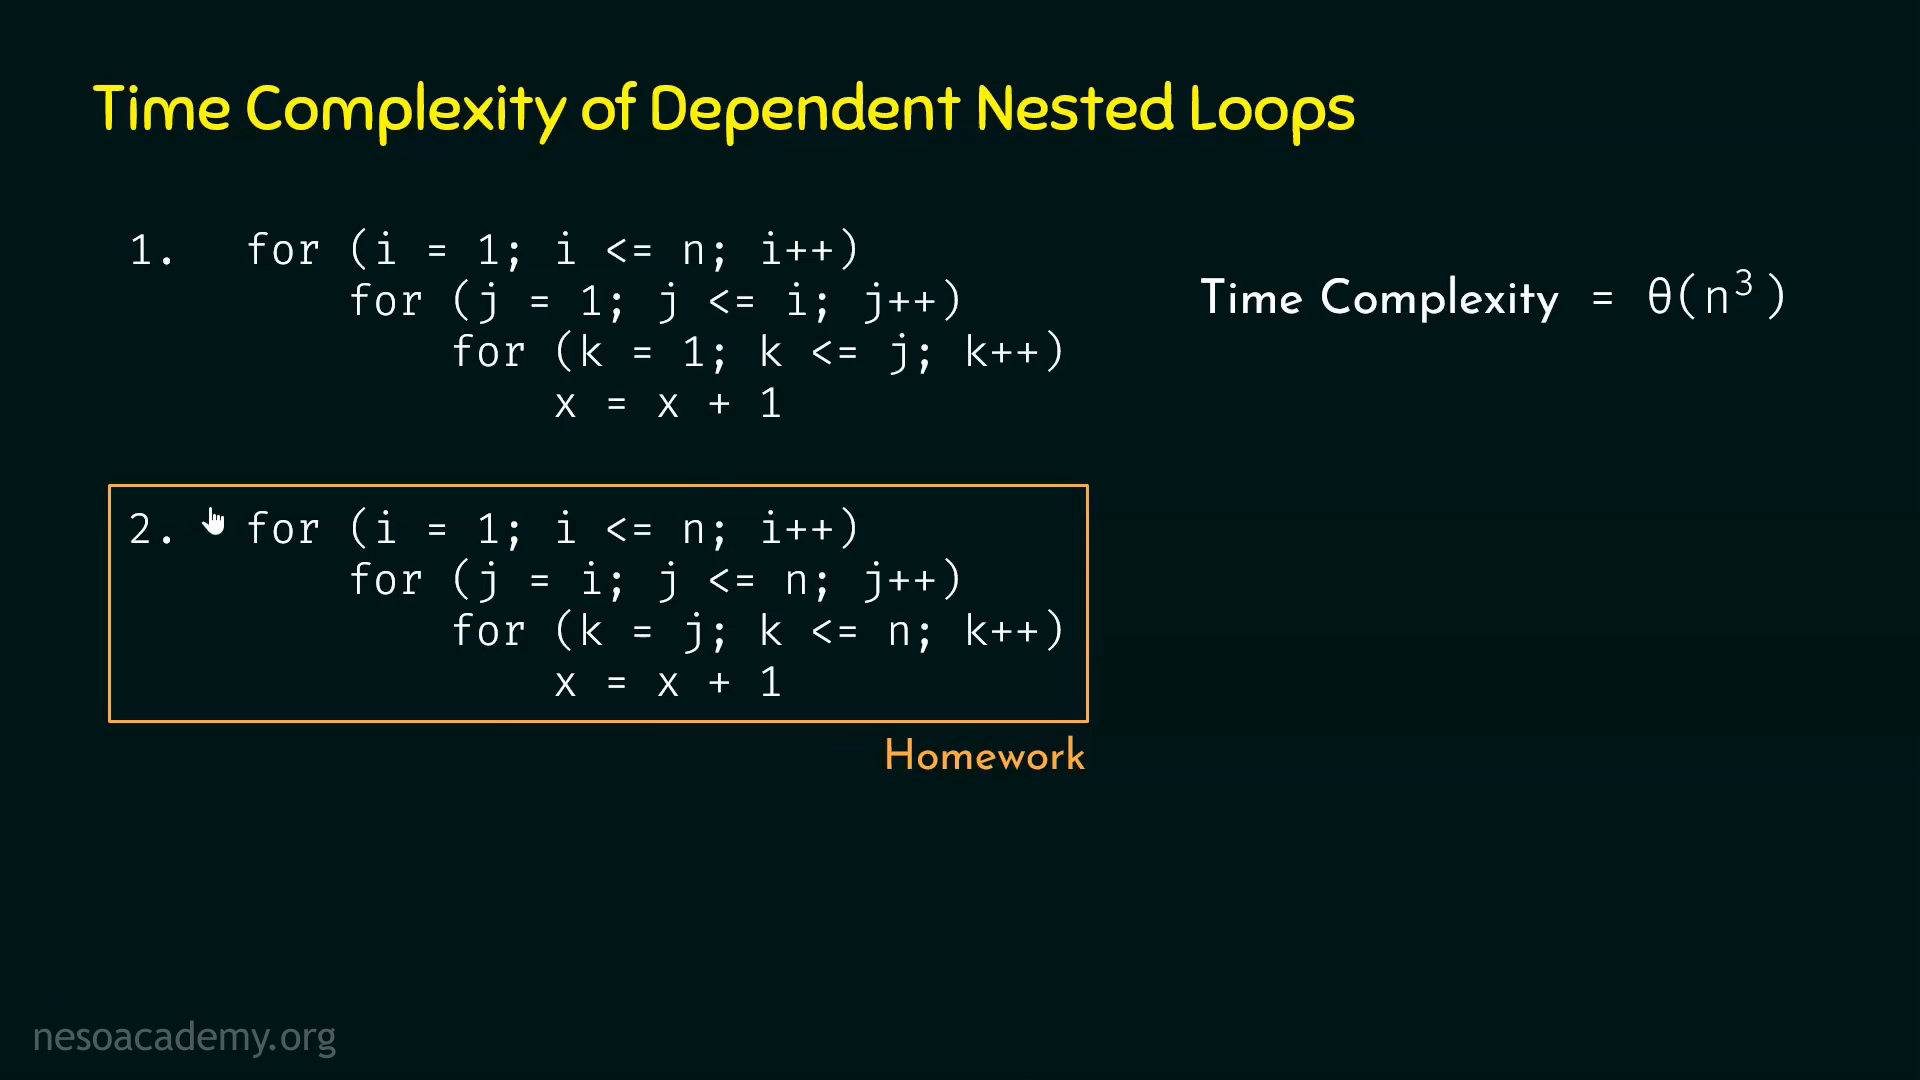 Time Complexity of Dependent Nested Loops
1. for (i = 1; i <= n; i++)
for (j = 1; j <= i; j++)
for (k = 1; k <= j; k++)
x = x + 1
Time Complexity = θ(n³)
2. for (i = 1; i <= n; i++)
for (j = i; j <= n; j++)
for (k = j; k <= n; k++)
x = x + 1
Homework
nesoacademy.org